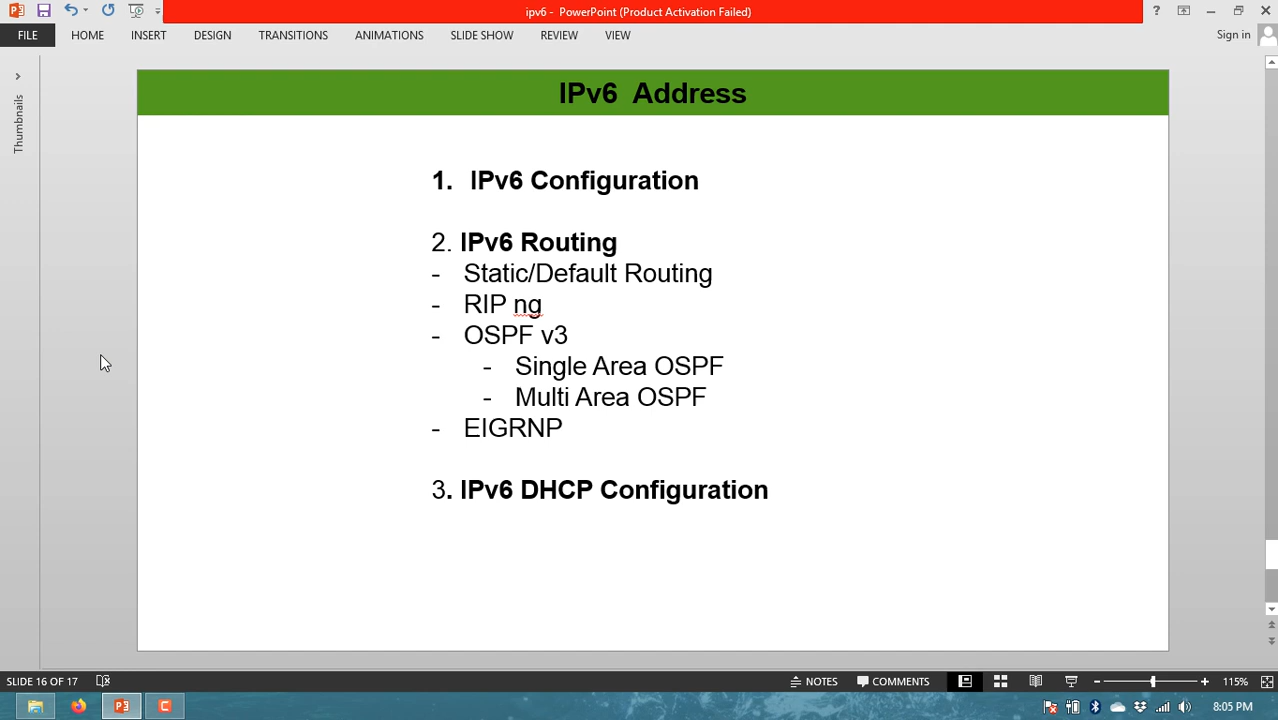 ipv6 - PowerPoint (Product Activation Failed)
FILE HOME INSERT DESIGN TRANSITIONS ANIMATIONS SLIDE SHOW REVIEW VIEW Sign in
Thumbnails
IPv6 Address
1. IPv6 Configuration
2. IPv6 Routing
- Static/Default Routing
- RIP ng
- OSPF v3
- Single Area OSPF
- Multi Area OSPF
- EIGRNP
3. IPv6 DHCP Configuration
SLIDE 16 OF 17 NOTES COMMENTS 115%
8:05 PM